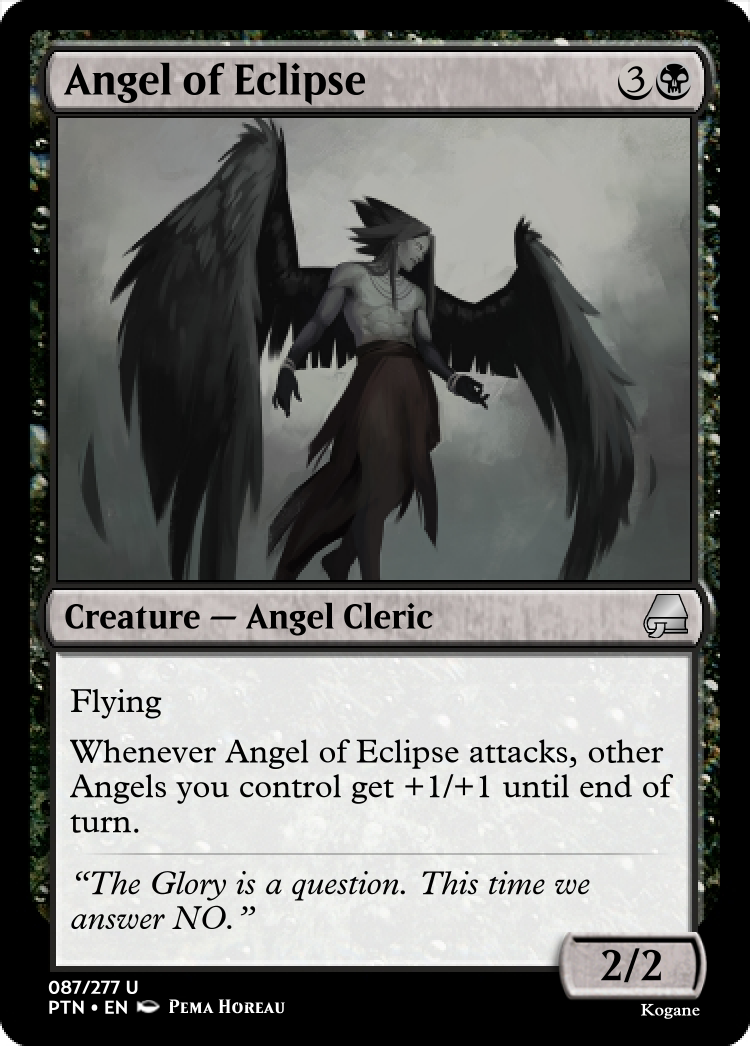 Angel of Eclipse 3
Creature — Angel Cleric
Flying
Whenever Angel of Eclipse attacks, other
Angels you control get +1/+1 until end of
turn.
“The Glory is a question. This time we
answer NO.”
2/2
087/277 U
PTN • EN PEMA HOREAU
Kogane